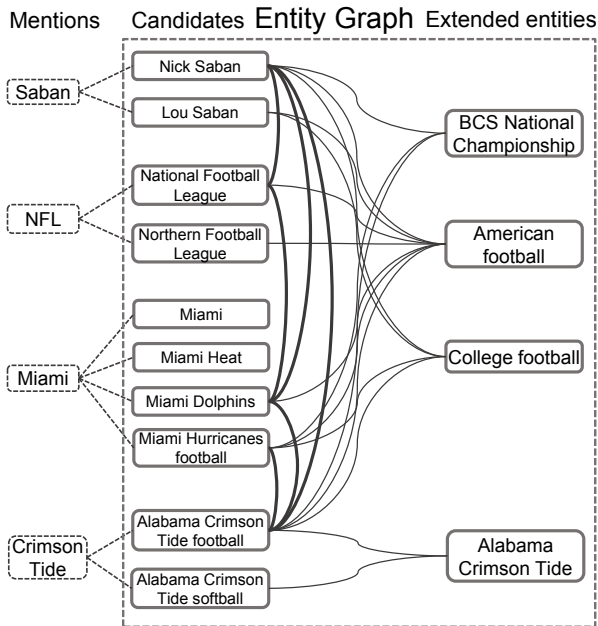 Mentions Candidates Entity Graph Extended entities
Saban
NFL
Miami
Crimson
Tide
Nick Saban
Lou Saban
National Football
League
Northern Football
League
Miami
Miami Heat
Miami Dolphins
Miami Hurricanes
football
Alabama Crimson
Tide football
Alabama Crimson
Tide softball
BCS National
Championship
American
football
College football
Alabama
Crimson Tide